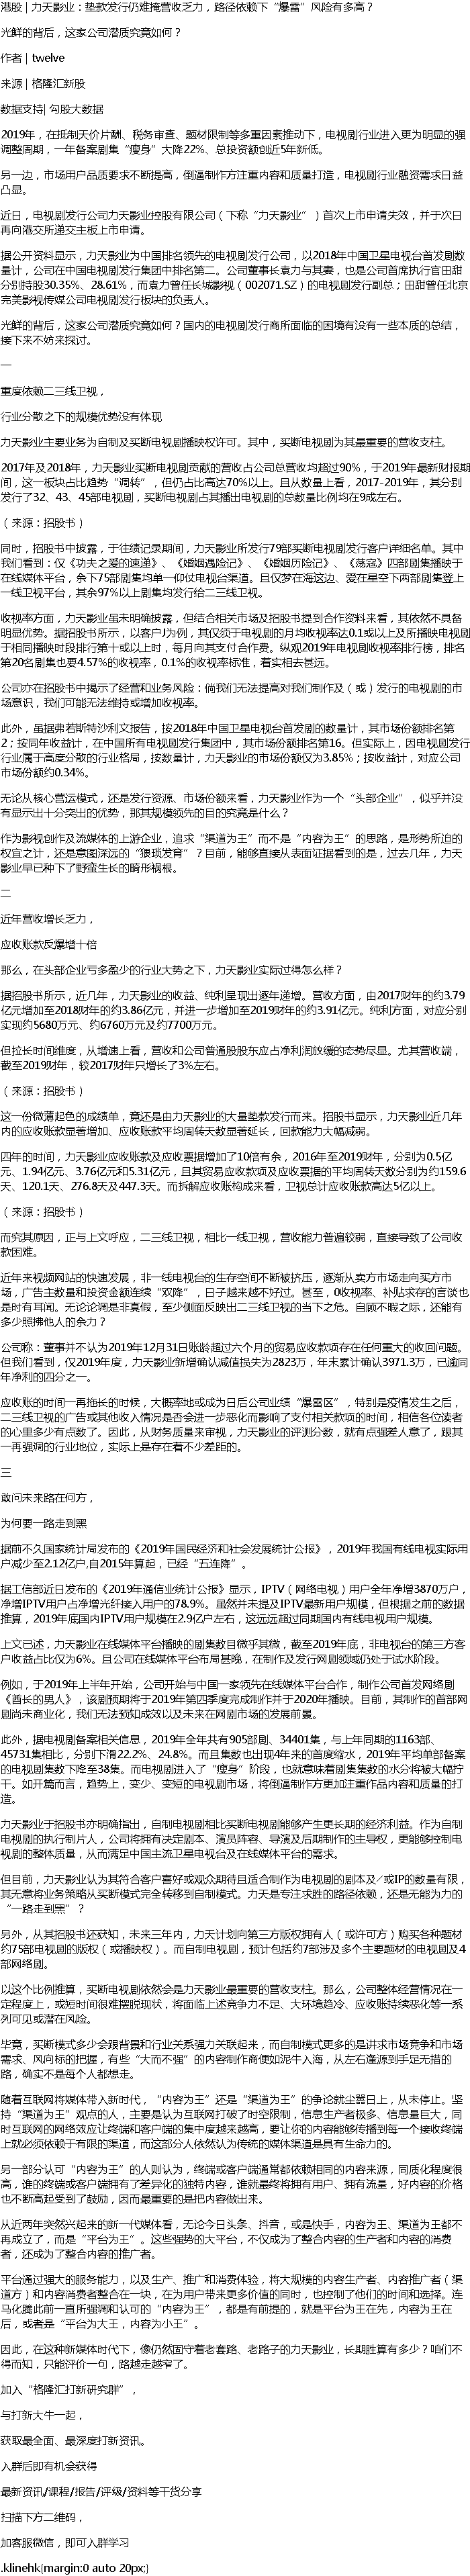 港股 | 力天影业：垫款发行仍难掩营收乏力，路径依赖下“爆雷”风险有多高？
光鲜的背后，这家公司潜质究竟如何？
作者 | twelve
来源 | 格隆汇新股
数据支持| 勾股大数据
2019年，在抵制天价片酬、税务审查、题材限制等多重因素推动下，电视剧行业进入更为明显的强
调整周期，一年备案剧集“瘦身”大降22%、总投资额创近5年新低。
另一边，市场用户品质要求不断提高，倒逼制作方注重内容和质量打造，电视剧行业融资需求日益
凸显。
近日，电视剧发行公司力天影业控股有限公司（下称“力天影业”）首次上市申请失效，并于次日
再向港交所递交主板上市申请。
据公开资料显示，力天影业为中国排名领先的电视剧发行公司，以2018年中国卫星电视台首发剧数
量计，公司在中国电视剧发行集团中排名第二。公司董事长袁力与其妻，也是公司首席执行官田甜
分别持股30.35%、28.61%，而袁力曾任长城影视（002071.SZ）的电视剧发行副总；田甜曾任北京
完美影视传媒公司电视剧发行板块的负责人。
光鲜的背后，这家公司潜质究竟如何？国内的电视剧发行商所面临的困境有没有一些本质的总结，
接下来不妨来探讨。
一
重度依赖二三线卫视，
行业分散之下的规模优势没有体现
力天影业主要业务为自制及买断电视剧播映权许可。其中，买断电视剧为其最重要的营收支柱。
2017年及2018年，力天影业买断电视剧贡献的营收占公司总营收均超过90%，于2019年最新财报期
间，这一板块占比趋势“调转”，但仍占比高达70%以上。且从数量上看，2017-2019年，其分别
发行了32、43、45部电视剧，买断电视剧占其播出电视剧的总数量比例均在9成左右。
（来源：招股书）
同时，招股书中披露，于往绩记录期间，力天影业所发行79部买断电视剧发行客户详细名单。其中
我们看到：仅《功夫之爱的速递》、《婚姻遇险记》、《婚姻历险记》、《荡寇》四部剧集播映于
在线媒体平台，余下75部剧集均单一仰仗电视台渠道。且仅梦在海这边、爱在星空下两部剧集登上
一线卫视平台，其余97%以上剧集均发行给二三线卫视。
收视率方面，力天影业虽未明确披露，但结合相关市场及招股书提到合作资料来看，其依然不具备
明显优势。据招股书所示，以客户J为例，其仅须于电视剧的月均收视率达0.1或以上及所播映电视剧
于相同播映时段排行第十或以上时，每月向其支付合作费。纵观2019年电视剧收视率排行榜，排名
第20名剧集也要4.57%的收视率，0.1%的收视率标准，着实相去甚远。
公司亦在招股书中揭示了经营和业务风险：倘我们无法提高对我们制作及（或）发行的电视剧的市
场意识，我们可能无法维持或增加收视率。
此外，虽据弗若斯特沙利文报告，按2018年中国卫星电视台首发剧的数量计，其市场份额排名第
2；按同年收益计，在中国所有电视剧发行集团中，其市场份额排名第16。但实际上，因电视剧发行
行业属于高度分散的行业格局，按数量计，力天影业的市场份额仅为3.85%；按收益计，对应公司
市场份额约0.34%。
无论从核心营运模式，还是发行资源、市场份额来看，力天影业作为一个“头部企业”，似乎并没
有显示出十分突出的优势，那其规模领先的目的究竟是什么？
作为影视创作及流媒体的上游企业，追求“渠道为王”而不是“内容为王”的思路，是形势所迫的
权宜之计，还是意图深远的“猥琐发育”？目前，能够直接从表面证据看到的是，过去几年，力天
影业早已种下了野蛮生长的畸形祸根。
二
近年营收增长乏力，
应收账款反爆增十倍
那么，在头部企业亏多盈少的行业大势之下，力天影业实际过得怎么样？
据招股书所示，近几年，力天影业的收益、纯利呈现出逐年递增。营收方面，由2017财年的约3.79
亿元增加至2018财年的约3.86亿元，并进一步增加至2019财年的约3.91亿元。纯利方面，对应分别
实现约5680万元、约6760万元及约7700万元。
但拉长时间维度，从增速上看，营收和公司普通股股东应占净利润放缓的态势尽显。尤其营收端，
截至2019财年，较2017财年只增长了3%左右。
（来源：招股书）
这一份微薄起色的成绩单，竟还是由力天影业的大量垫款发行而来。招股书显示，力天影业近几年
内的应收账款显著增加、应收账款平均周转天数显著延长，回款能力大幅减弱。
四年的时间，力天影业应收账款及应收票据增加了10倍有余，2016年至2019财年，分别为0.5亿
元、1.94亿元、3.76亿元和5.31亿元，且其贸易应收款项及应收票据的平均周转天数分别为约159.6
天、120.1天、276.8天及447.3天。而拆解应收账构成来看，卫视总计应收账款高达5亿以上。
（来源：招股书）
而究其原因，正与上文呼应，二三线卫视，相比一线卫视，营收能力普遍较弱，直接导致了公司收
款困难。
近年来视频网站的快速发展，非一线电视台的生存空间不断被挤压，逐渐从卖方市场走向买方市
场，广告主数量和投资金额连续“双降”，日子越来越不好过。甚至，0收视率、补贴求存的言谈也
是时有耳闻。无论论调是非真假，至少侧面反映出二三线卫视的当下之危。自顾不暇之际，还能有
多少照拂他人的余力？
公司称：董事并不认为2019年12月31日账龄超过六个月的贸易应收款项存在任何重大的收回问题。
但我们看到，仅2019年度，力天影业新增确认减值损失为2823万，年末累计确认3971.3万，已逾同
年净利的四分之一。
应收账的时间一再拖长的时候，大概率地或成为日后公司业绩“爆雷区”，特别是疫情发生之后，
二三线卫视的广告或其他收入情况是否会进一步恶化而影响了支付相关款项的时间，相信各位读者
的心里多少有点数了。因此，从财务质量来审视，力天影业的评测分数，就有点强差人意了，跟其
一再强调的行业地位，实际上是存在着不少差距的。
三
敢问未来路在何方，
为何要一路走到黑
据前不久国家统计局发布的《2019年国民经济和社会发展统计公报》，2019年我国有线电视实际用
户减少至2.12亿户,自2015年算起，已经“五连降”。
据工信部近日发布的《2019年通信业统计公报》显示，IPTV（网络电视）用户全年净增3870万户，
净增IPTV用户占净增光纤接入用户的78.9%。虽然并未提及IPTV最新用户规模，但根据之前的数据
推算，2019年底国内IPTV用户规模在2.9亿户左右，这远远超过同期国内有线电视用户规模。
上文已述，力天影业在线媒体平台播映的剧集数目微乎其微，截至2019年底，非电视台的第三方客
户收益占比仅为6%。且公司在线媒体平台布局甚晚，在制作及发行网剧领域仍处于试水阶段。
例如，于2019年上半年开始，公司开始与中国一家领先在线媒体平台合作，制作公司首发网络剧
《酋长的男人》，该剧预期将于2019年第四季度完成制作并于2020年播映。目前，其制作的首部网
剧尚未商业化，我们无法预知成效以及未来在网剧市场的发展前景。
此外，据电视剧备案相关信息，2019年全年共有905部剧、34401集，与上年同期的1163部、
45731集相比，分别下滑22.2%、24.8%。而且集数也出现4年来的首度缩水，2019年平均单部备案
的电视剧集数下降至38集。而电视剧进入了“瘦身”阶段，也就意味着剧集集数的水分将被大幅拧
干。如开篇而言，趋势上，变少、变短的电视剧市场，将倒逼制作方更加注重作品内容和质量的打
造。
力天影业于招股书亦明确指出，自制电视剧相比买断电视剧能够产生更长期的经济利益。作为自制
电视剧的执行制片人，公司将拥有决定剧本、演员阵容、导演及后期制作的主导权，更能够控制电
视剧的整体质量，从而满足中国主流卫星电视台及在线媒体平台的需求。
但目前，力天影业认为其符合客户喜好或观众期待且适合制作为电视剧的剧本及/或IP的数量有限，
其无意将业务策略从买断模式完全转移到自制模式。力天是专注求胜的路径依赖，还是无能为力的
“一路走到黑”？
另外，从其招股书还获知，未来三年内，力天计划向第三方版权拥有人（或许可方）购买各种题材
约75部电视剧的版权（或播映权）。而自制电视剧，预计包括约7部涉及多个主要题材的电视剧及4
部网络剧。
以这个比例推算，买断电视剧依然会是力天影业最重要的营收支柱。那么，公司整体经营情况在一
定程度上，或短时间很难摆脱现状，将面临上述竞争力不足、大环境趋冷、应收账持续恶化等一系
列可见或潜在风险。
毕竟，买断模式多少会跟背景和行业关系强力关联起来，而自制模式更多的是讲求市场竞争和市场
需求、风向标的把握，有些“大而不强”的内容制作商便如泥牛入海，从左右逢源到手足无措的
路，确实不是每个人都想走。
随着互联网将媒体带入新时代，“内容为王”还是“渠道为王”的争论就尘嚣日上，从未停止。坚
持“渠道为王”观点的人，主要是认为互联网打破了时空限制，信息生产者极多、信息量巨大，同
时互联网的网络效应让终端和客户端的集中度越来越高，要让你的内容能够传播到每一个接收终端
上就必须依赖于有限的渠道，而这部分人依然认为传统的媒体渠道是具有生命力的。
另一部分认可“内容为王”的人则认为，终端或客户端通常都依赖相同的内容来源，同质化程度很
高，谁的终端或客户端拥有了差异化的独特内容，谁就最终将拥有用户、拥有流量，好内容的价格
也不断高起受到了鼓励，因而最重要的是把内容做出来。
从近两年突然兴起来的新一代媒体看，无论今日头条、抖音，或是快手，内容为王、渠道为王都不
再成立了，而是“平台为王”。这些强势的大平台，不仅成为了整合内容的生产者和内容的消费
者，还成为了整合内容的推广者。
平台通过强大的服务能力，以及生产、推广和消费体验，将大规模的内容生产者、内容推广者（渠
道方）和内容消费者整合在一块，在为用户带来更多价值的同时，也控制了他们的时间和选择。连
马化腾此前一直所强调和认可的“内容为王”，都是有前提的，就是平台为王在先，内容为王在
后，或者是“平台为大王，内容为小王”。
因此，在这种新媒体时代下，像仍然固守着老套路、老路子的力天影业，长期胜算有多少？咱们不
得而知，只能评价一句，路越走越窄了。
加入“格隆汇打新研究群”，
与打新大牛一起，
获取最全面、最深度打新资讯。
入群后即有机会获得
最新资讯/课程/报告/评级/资料等干货分享
扫描下方二维码，
加客服微信，即可入群学习
.klinehk{margin:0 auto 20px;}